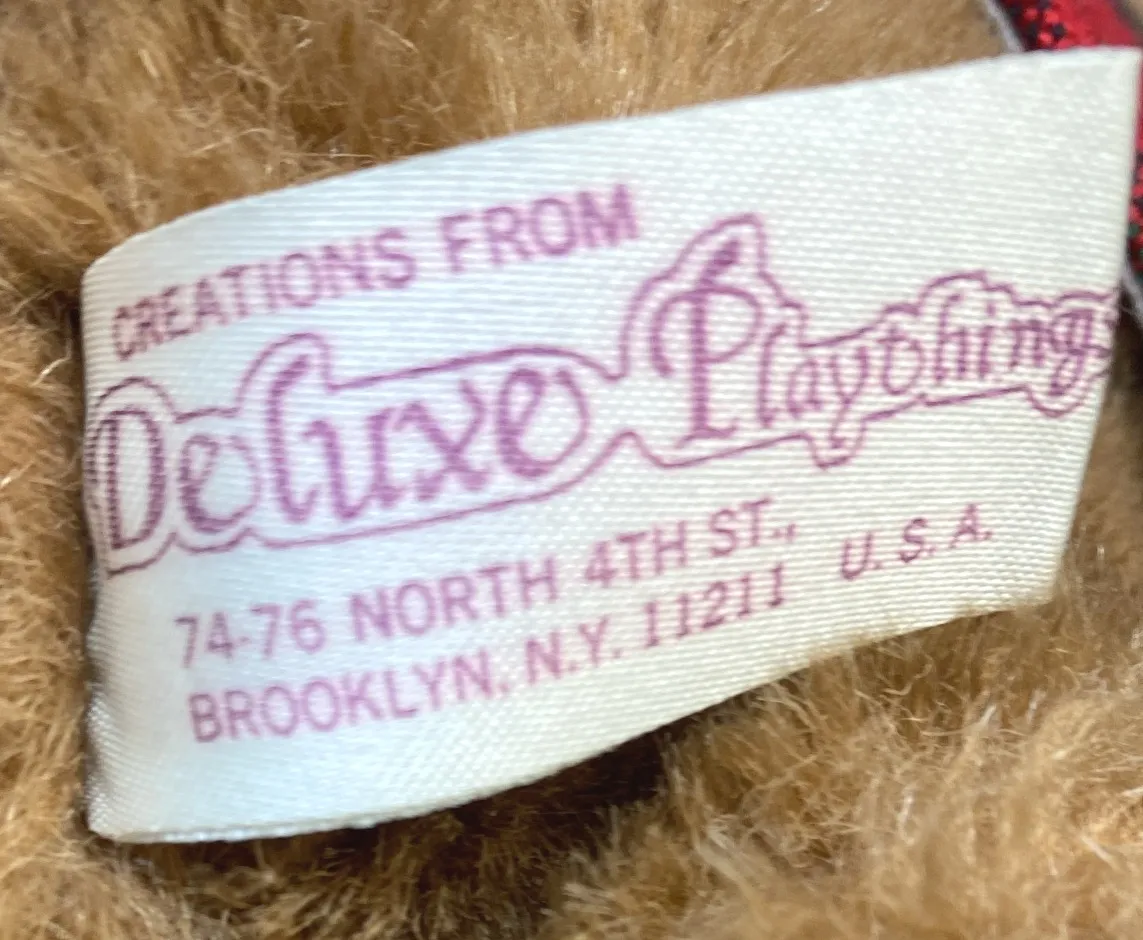 CREATIONS FROM
Deluxe Playthings
74-76 NORTH 4TH ST.,
BROOKLYN, N.Y. 11211 U.S.A.